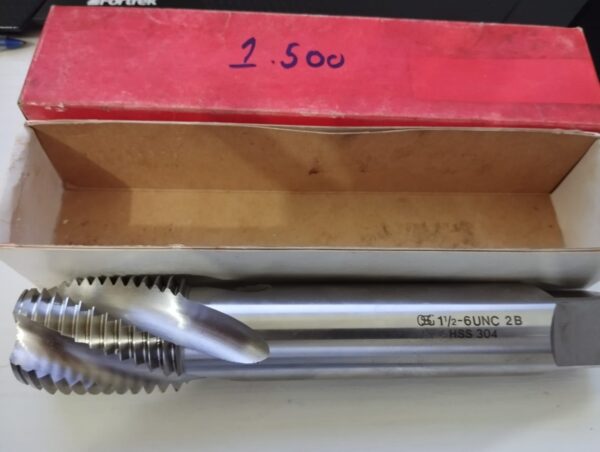 Fortrek
1.500
OSG 1½-6UNC 2B
HSS 304